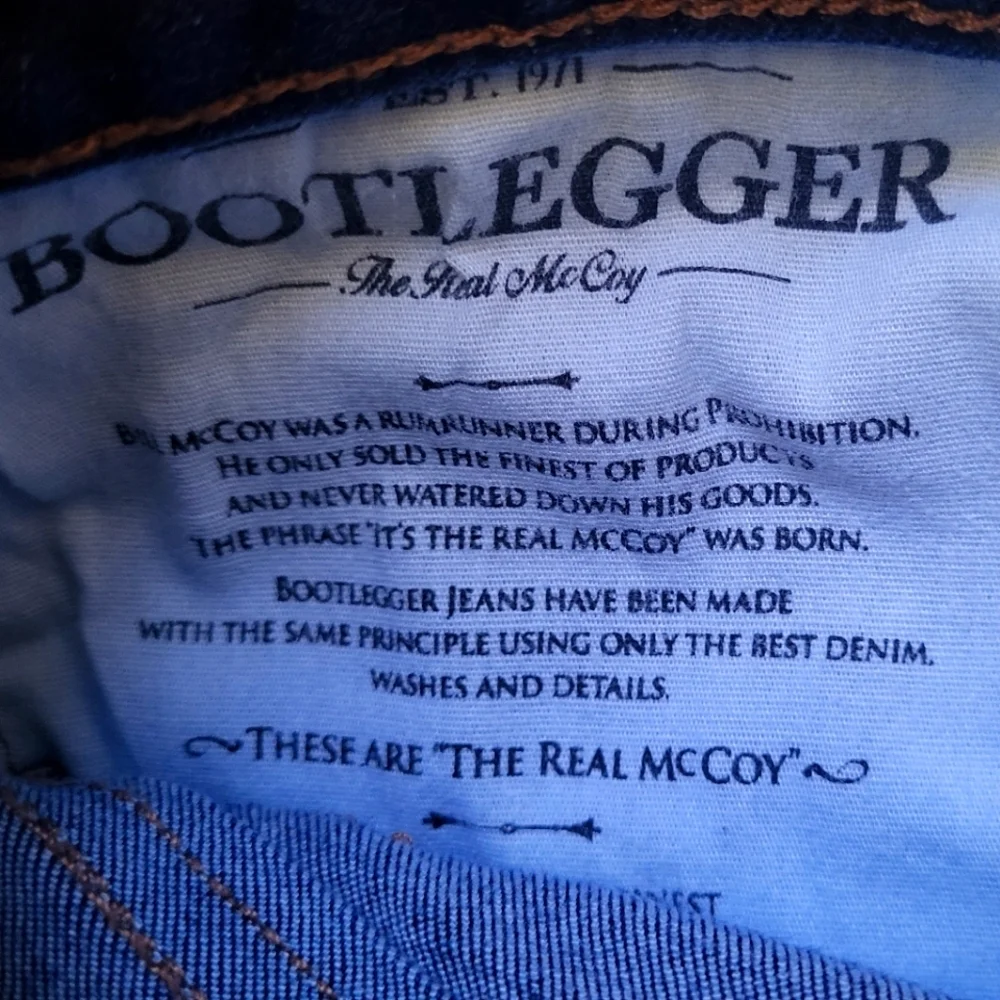 EST. 1971
BOOTLEGGER
The Real McCoy
BILL MCCOY WAS A RUMRUNNER DURING PROHIBITION.
HE ONLY SOLD THE FINEST OF PRODUCTS
AND NEVER WATERED DOWN HIS GOODS.
THE PHRASE "IT'S THE REAL MCCOY" WAS BORN.
BOOTLEGGER JEANS HAVE BEEN MADE
WITH THE SAME PRINCIPLE USING ONLY THE BEST DENIM,
WASHES AND DETAILS.
THESE ARE "THE REAL MCCOY"